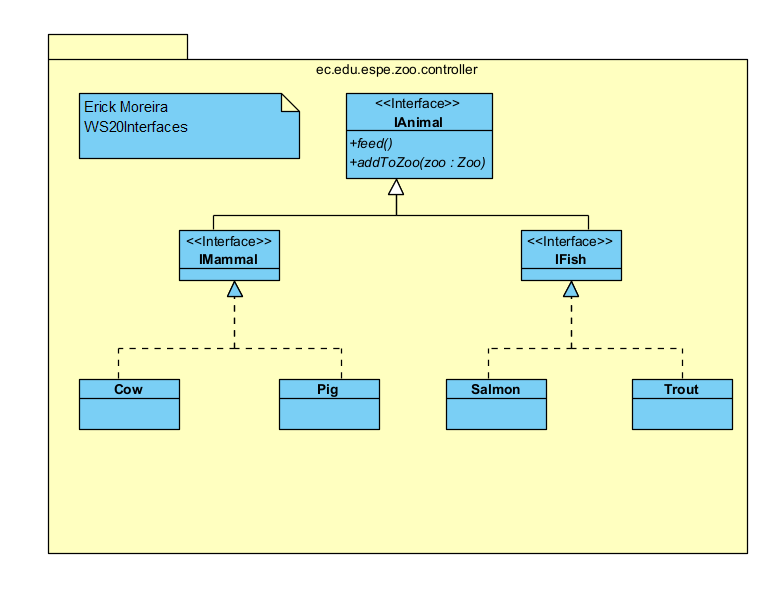 ec.edu.espe.zoo.controller
Erick Moreira
WS20Interfaces
<<Interface>>
IAnimal
+feed()
+addToZoo(zoo : Zoo)
<<Interface>>
IMammal
<<Interface>>
IFish
Cow
Pig
Salmon
Trout